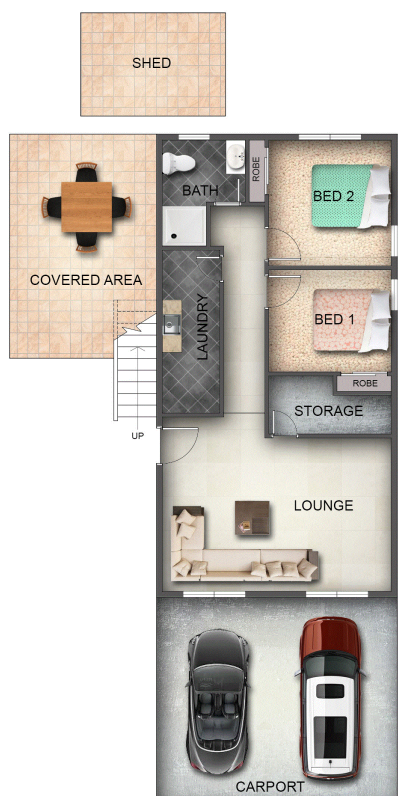 SHED
ROBE
BATH
BED 2
COVERED AREA
LAUNDRY
BED 1
ROBE
STORAGE
UP
LOUNGE
CARPORT